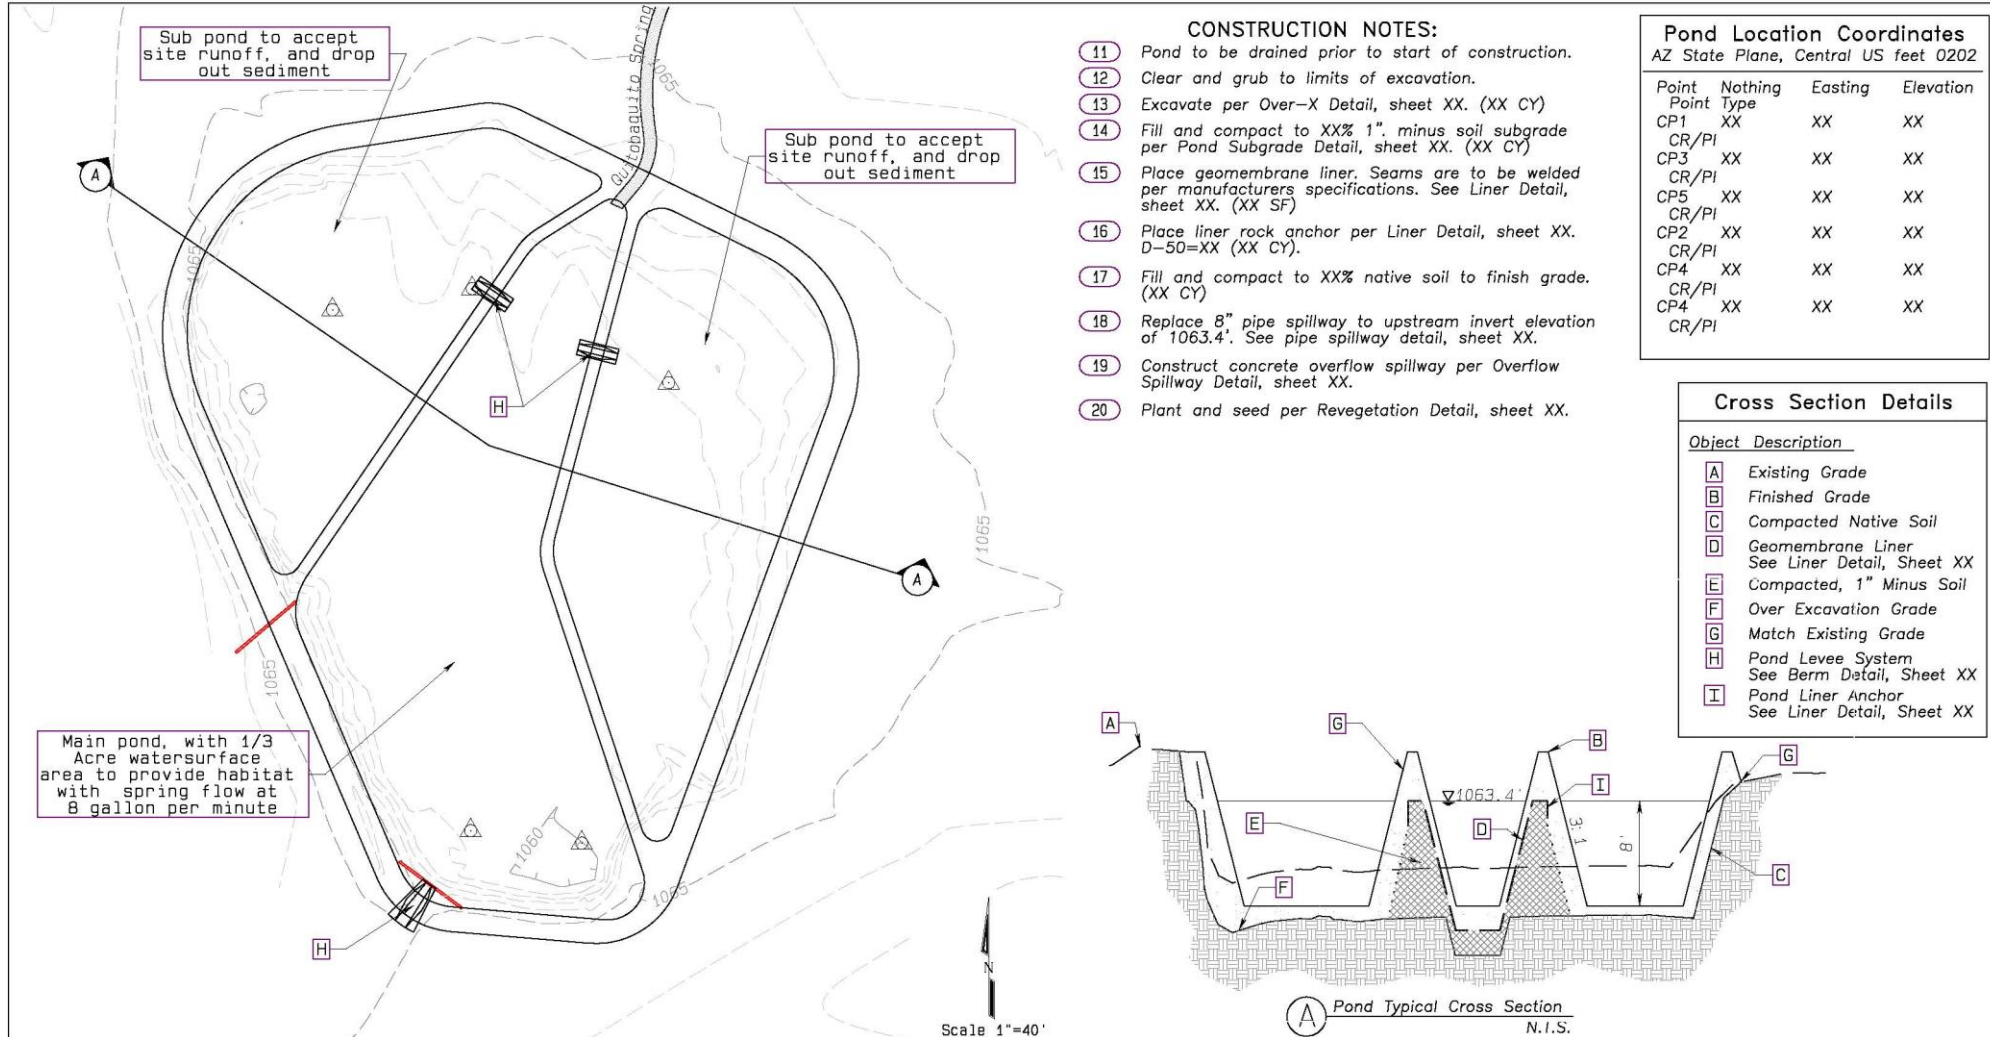 Sub pond to accept
site runoff, and drop
out sediment
Sub pond to accept
site runoff, and drop
out sediment
Quitobaquito Spring
1065
1065
1065
1065
1065
1060
A
A
H
H
Main pond, with 1/3
Acre watersurface
area to provide habitat
with spring flow at
8 gallon per minute
N
Scale 1"=40'
CONSTRUCTION NOTES:
11 Pond to be drained prior to start of construction.
12 Clear and grub to limits of excavation.
13 Excavate per Over-X Detail, sheet XX. (XX CY)
14 Fill and compact to XX% 1". minus soil subgrade
per Pond Subgrade Detail, sheet XX. (XX CY)
15 Place geomembrane liner. Seams are to be welded
per manufacturers specifications. See Liner Detail,
sheet XX. (XX SF)
16 Place liner rock anchor per Liner Detail, sheet XX.
D-50=XX (XX CY).
17 Fill and compact to XX% native soil to finish grade.
(XX CY)
18 Replace 8" pipe spillway to upstream invert elevation
of 1063.4'. See pipe spillway detail, sheet XX.
19 Construct concrete overflow spillway per Overflow
Spillway Detail, sheet XX.
20 Plant and seed per Revegetation Detail, sheet XX.
Pond Location Coordinates
AZ State Plane, Central US feet 0202
Point Nothing Easting Elevation
Point Type
CP1 XX XX XX
CR/PI
CP3 XX XX XX
CR/PI
CP5 XX XX XX
CR/PI
CP2 XX XX XX
CR/PI
CP4 XX XX XX
CR/PI
CP4 XX XX XX
CR/PI
Cross Section Details
Object Description
A Existing Grade
B Finished Grade
C Compacted Native Soil
D Geomembrane Liner
See Liner Detail, Sheet XX
E Compacted, 1" Minus Soil
F Over Excavation Grade
G Match Existing Grade
H Pond Levee System
See Berm Detail, Sheet XX
I Pond Liner Anchor
See Liner Detail, Sheet XX
A
G
B
G
I
1063.4'
E
D
3:1
8'
F
C
A Pond Typical Cross Section
N.T.S.